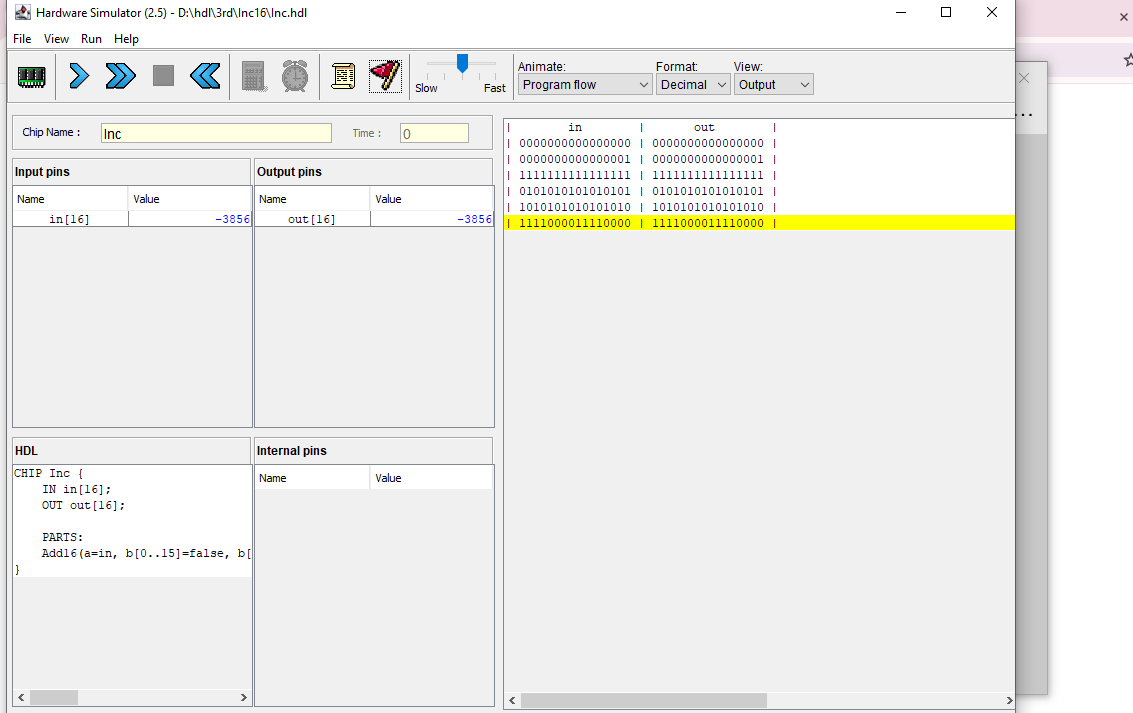 Hardware Simulator (2.5) - D:\hdl\3rd\Inc16\Inc.hdl
File View Run Help
Slow Fast
Animate: Format: View:
Program flow Decimal Output
Chip Name : Inc Time : 0
Input pins
Name Value
in[16] -3856
Output pins
Name Value
out[16] -3856
HDL
CHIP Inc {
    IN in[16];
    OUT out[16];
    PARTS:
    Add16(a=in, b[0..15]=false, b[
}
Internal pins
Name Value
| in | out |
| 0000000000000000 | 0000000000000000 |
| 0000000000000001 | 0000000000000001 |
| 1111111111111111 | 1111111111111111 |
| 0101010101010101 | 0101010101010101 |
| 1010101010101010 | 1010101010101010 |
| 1111000011110000 | 1111000011110000 |